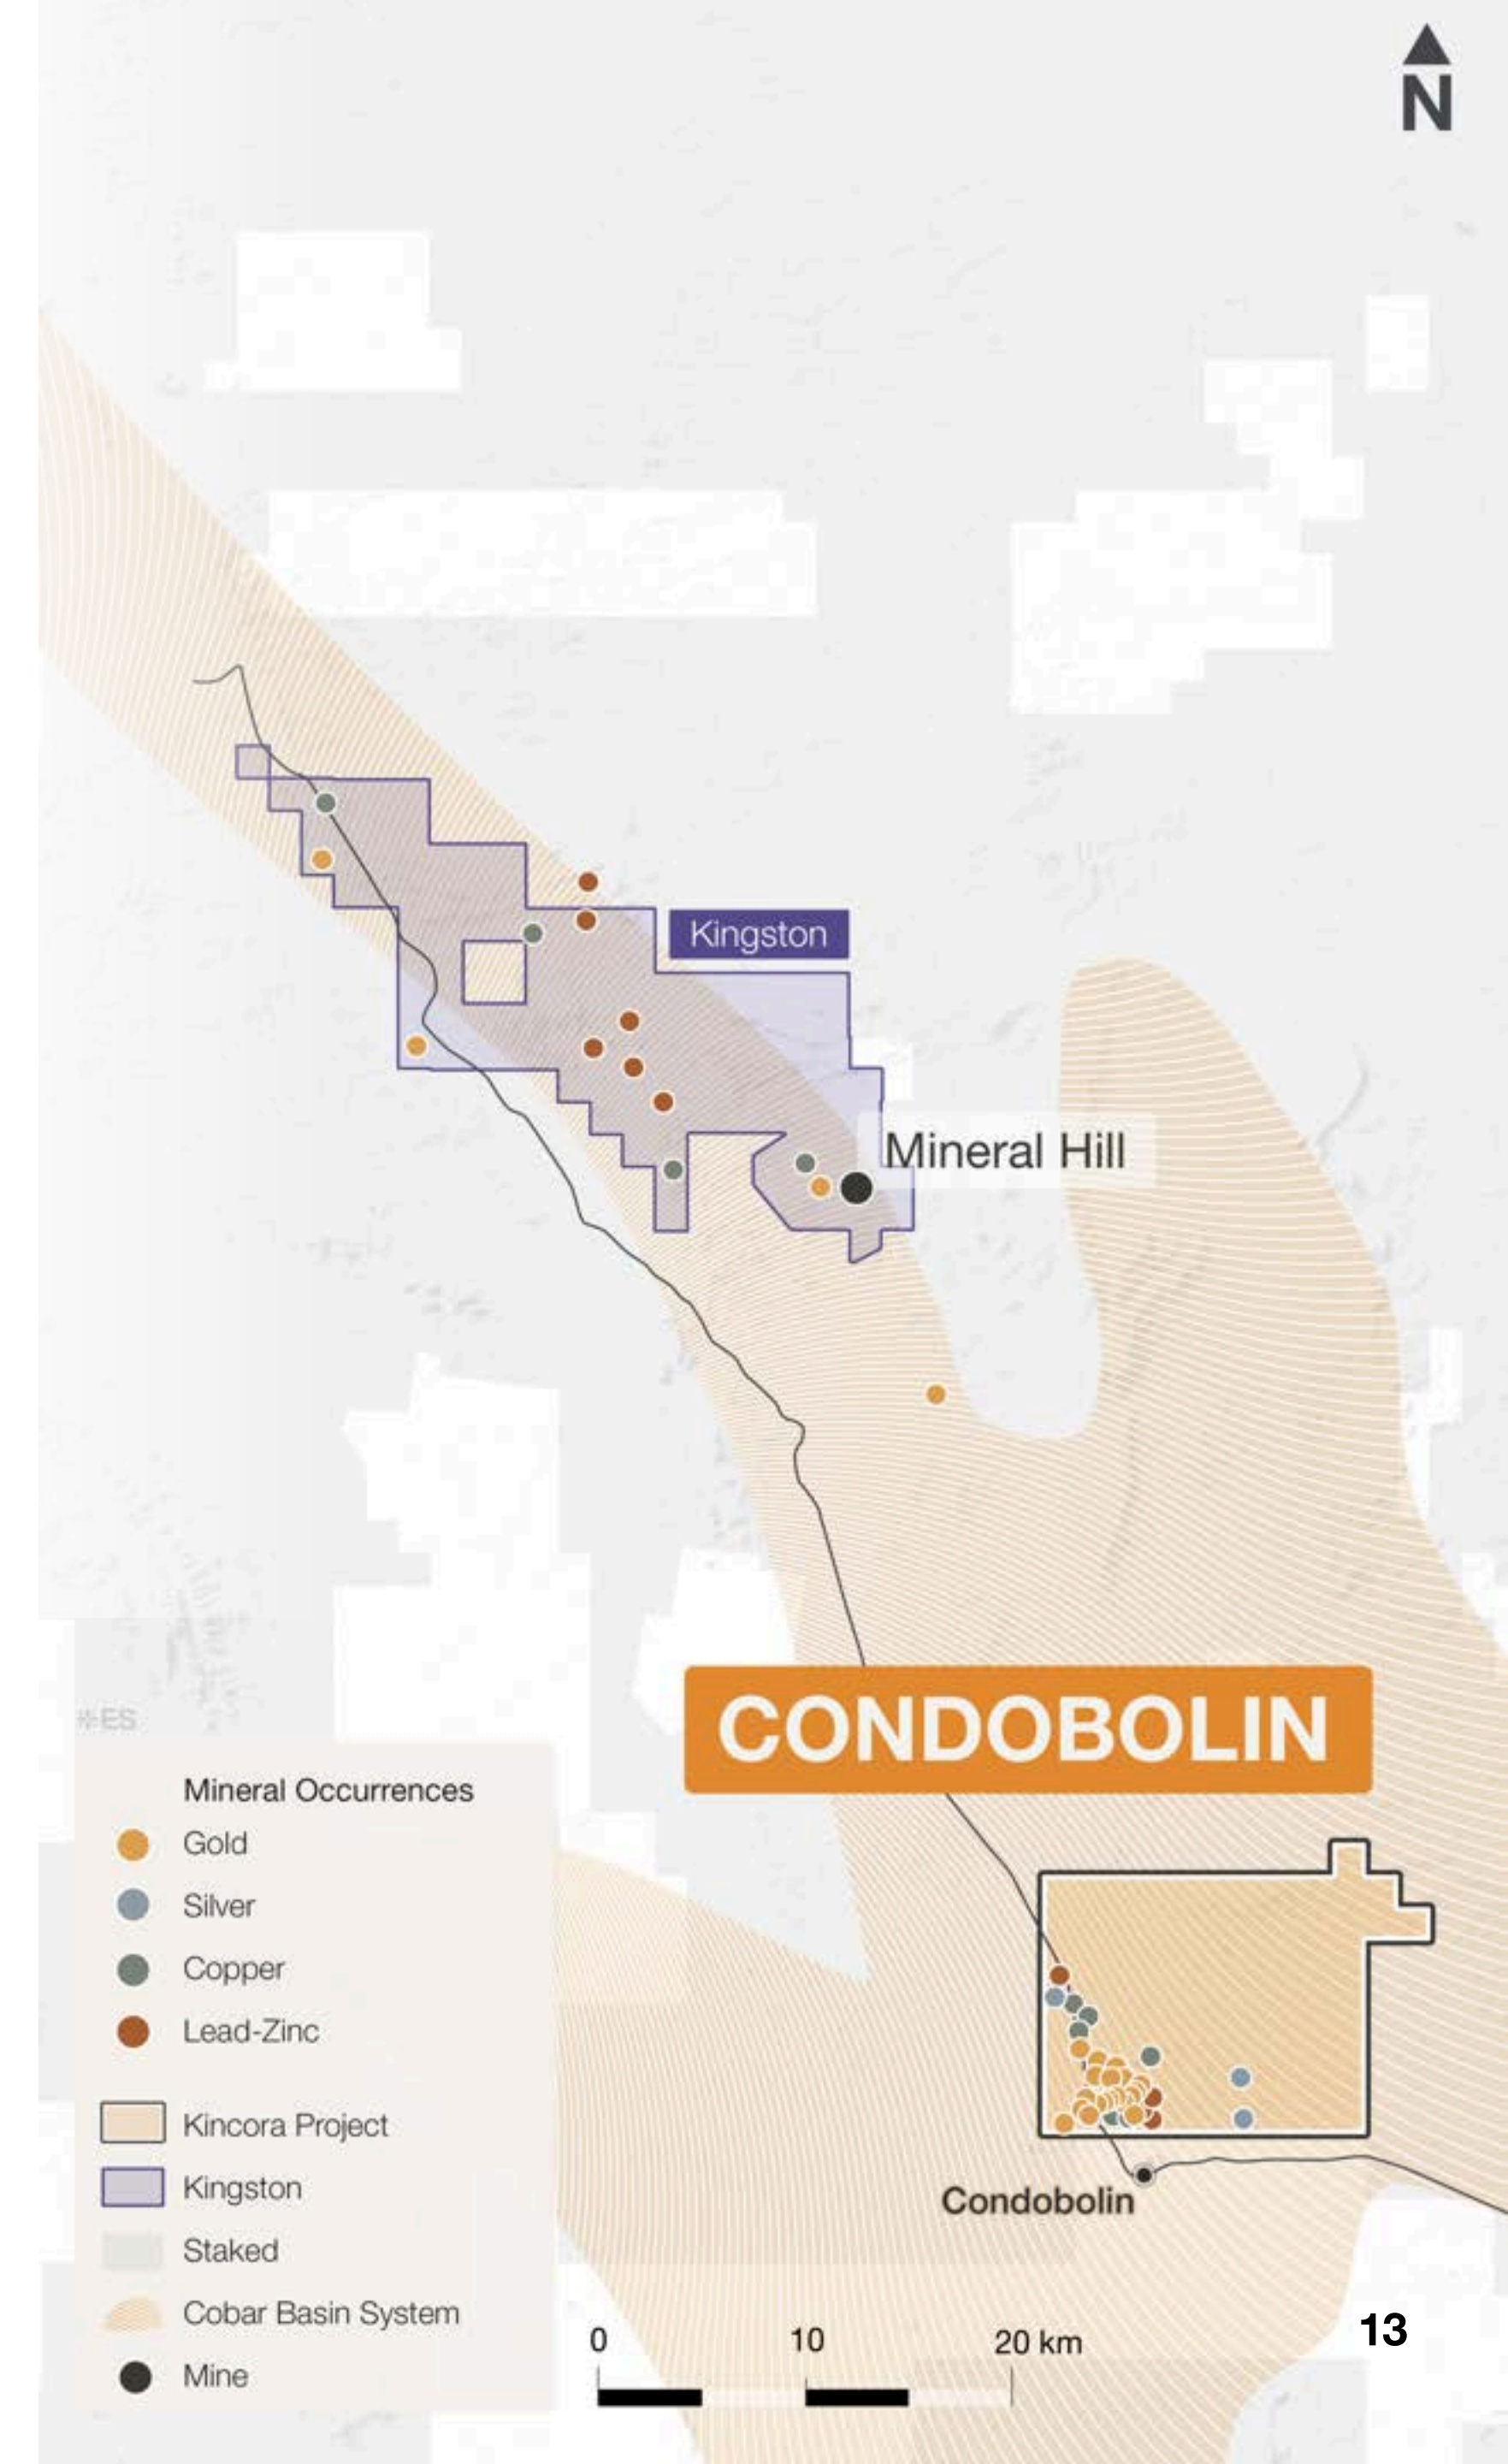 N
Kingston
Mineral Hill
CONDOBOLIN
Mineral Occurrences
Gold
Silver
Copper
Lead-Zinc
Kincora Project
Kingston
Staked
Cobar Basin System
Mine
Condobolin
0 10 20 km
13